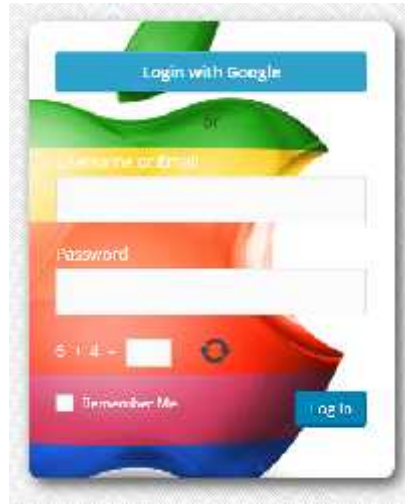 Login with Google
or
Username or Email
Password
6 + 4 =
Remember Me
Log In